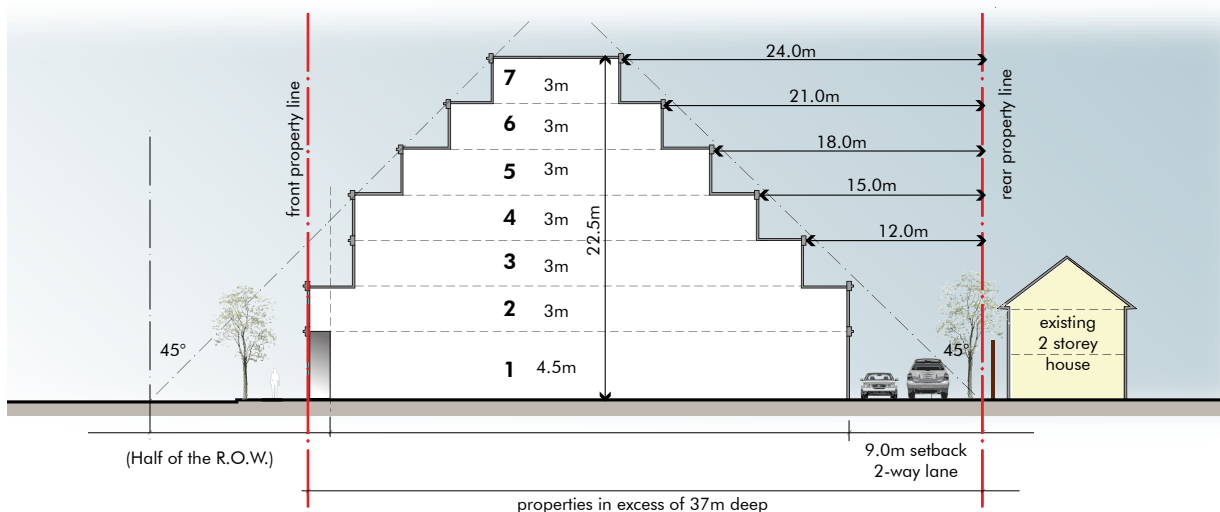 24.0m
7
3m
21.0m
6
3m
18.0m
5
3m
15.0m
4
3m
12.0m
3
3m
2
3m
1
4.5m
22.5m
front property line
rear property line
45°
45°
existing
2 storey
house
(Half of the R.O.W.)
9.0m setback
2-way lane
properties in excess of 37m deep